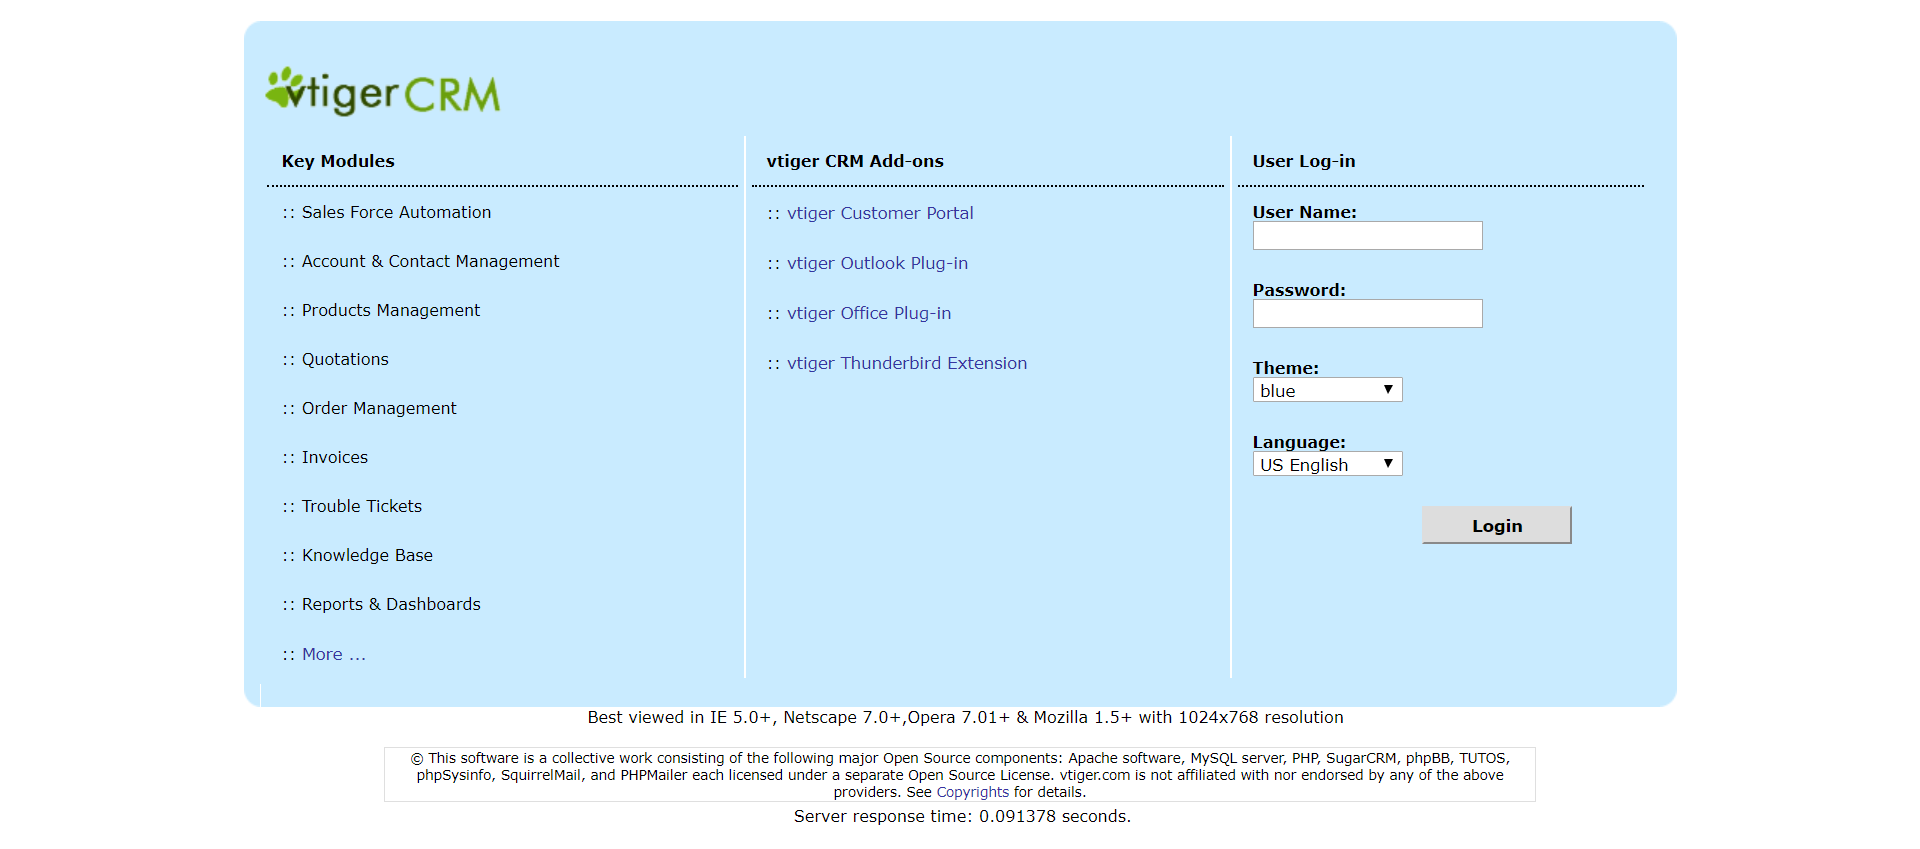 vtiger CRM
Key Modules
:: Sales Force Automation
:: Account & Contact Management
:: Products Management
:: Quotations
:: Order Management
:: Invoices
:: Trouble Tickets
:: Knowledge Base
:: Reports & Dashboards
:: More ...
vtiger CRM Add-ons
:: vtiger Customer Portal
:: vtiger Outlook Plug-in
:: vtiger Office Plug-in
:: vtiger Thunderbird Extension
User Log-in
User Name:
Password:
Theme:
blue
Language:
US English
Login
Best viewed in IE 5.0+, Netscape 7.0+,Opera 7.01+ & Mozilla 1.5+ with 1024x768 resolution
© This software is a collective work consisting of the following major Open Source components: Apache software, MySQL server, PHP, SugarCRM, phpBB, TUTOS,
phpSysinfo, SquirrelMail, and PHPMailer each licensed under a separate Open Source License. vtiger.com is not affiliated with nor endorsed by any of the above
providers. See Copyrights for details.
Server response time: 0.091378 seconds.